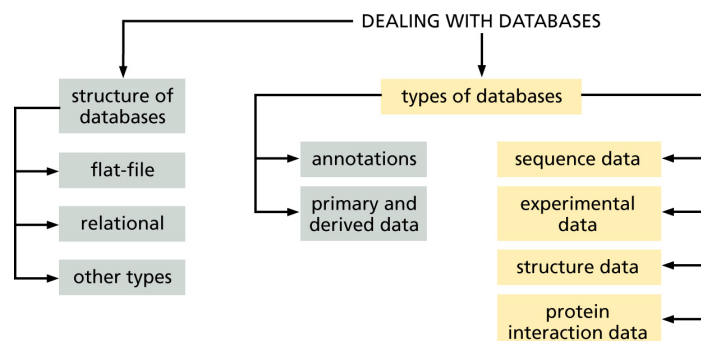 DEALING WITH DATABASES
structure of
databases
flat-file
relational
other types
types of databases
annotations
primary and
derived data
sequence data
experimental
data
structure data
protein
interaction data